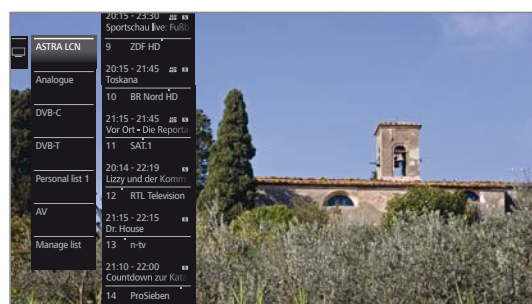 ASTRA LCN
Analogue
DVB-C
DVB-T
Personal list 1
AV
Manage list
20:15 - 23:30
Sportschau live: Fußb
9 ZDF HD
20:15 - 21:45
Toskana
10 BR Nord HD
21:15 - 21:45
Vor Ort - Die Reporta
11 SAT.1
20:14 - 22:19
Lizzy und der Kommi
12 RTL Television
21:15 - 22:15
Dr. House
13 n-tv
21:10 - 22:00
Countdown zur Kata
14 ProSieben